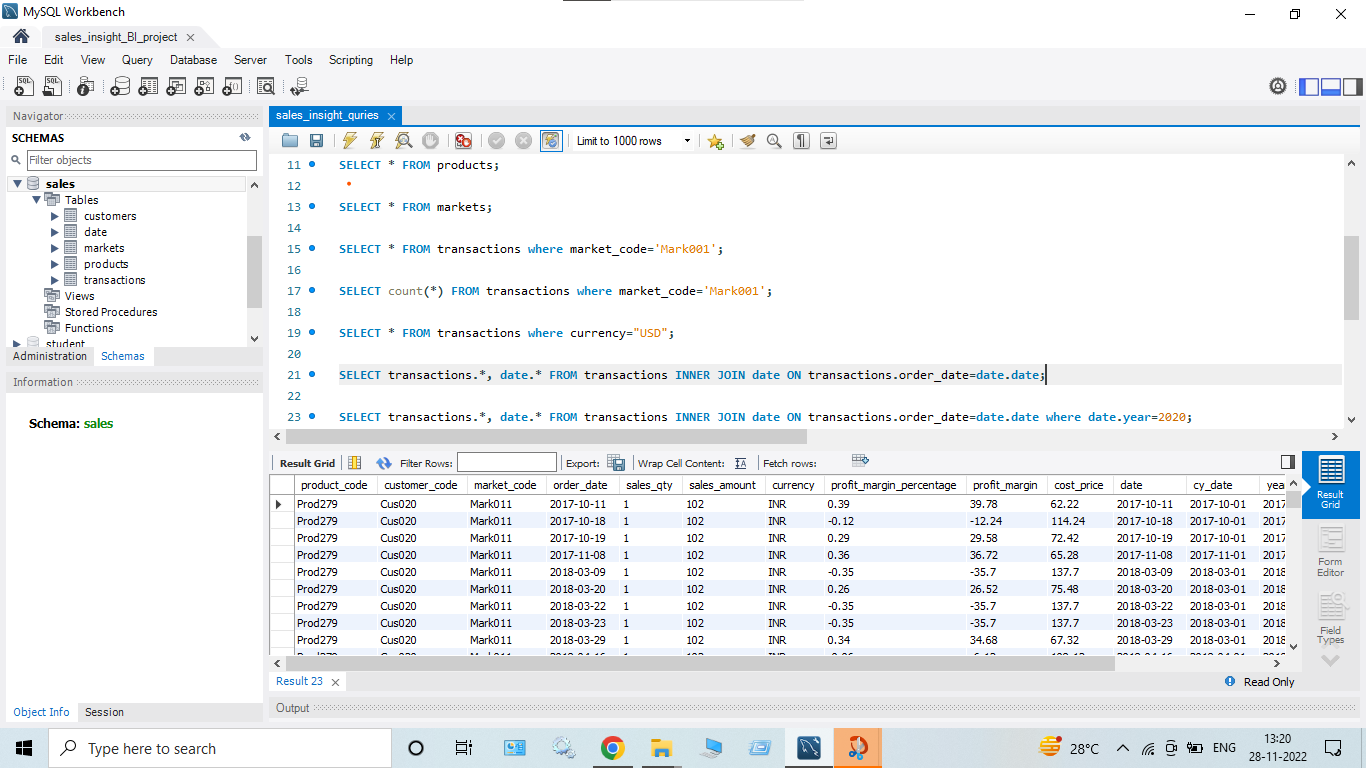 MySQL Workbench
sales_insight_BI_project
File Edit View Query Database Server Tools Scripting Help
Navigator
SCHEMAS
Filter objects
sales
Tables
customers
date
markets
products
transactions
Views
Stored Procedures
Functions
student
Administration Schemas
Information
Schema: sales
Object Info Session
sales_insight_quries
Limit to 1000 rows
11 SELECT * FROM products;
12
13 SELECT * FROM markets;
14
15 SELECT * FROM transactions where market_code='Mark001';
16
17 SELECT count(*) FROM transactions where market_code='Mark001';
18
19 SELECT * FROM transactions where currency="USD";
20
21 SELECT transactions.*, date.* FROM transactions INNER JOIN date ON transactions.order_date=date.date;
22
23 SELECT transactions.*, date.* FROM transactions INNER JOIN date ON transactions.order_date=date.date where date.year=2020;
Result Grid Filter Rows: Export: Wrap Cell Content: Fetch rows:
product_code customer_code market_code order_date sales_qty sales_amount currency profit_margin_percentage profit_margin cost_price date cy_date yea
Prod279 Cus020 Mark011 2017-10-11 1 102 INR 0.39 39.78 62.22 2017-10-11 2017-10-01 2017
Prod279 Cus020 Mark011 2017-10-18 1 102 INR -0.12 -12.24 114.24 2017-10-18 2017-10-01 2017
Prod279 Cus020 Mark011 2017-10-19 1 102 INR 0.29 29.58 72.42 2017-10-19 2017-10-01 2017
Prod279 Cus020 Mark011 2017-11-08 1 102 INR 0.36 36.72 65.28 2017-11-08 2017-11-01 2017
Prod279 Cus020 Mark011 2018-03-09 1 102 INR -0.35 -35.7 137.7 2018-03-09 2018-03-01 2018
Prod279 Cus020 Mark011 2018-03-20 1 102 INR 0.26 26.52 75.48 2018-03-20 2018-03-01 2018
Prod279 Cus020 Mark011 2018-03-22 1 102 INR -0.35 -35.7 137.7 2018-03-22 2018-03-01 2018
Prod279 Cus020 Mark011 2018-03-23 1 102 INR -0.35 -35.7 137.7 2018-03-23 2018-03-01 2018
Prod279 Cus020 Mark011 2018-03-29 1 102 INR 0.34 34.68 67.32 2018-03-29 2018-03-01 2018
Result Grid
Form Editor
Field Types
Result 23
Read Only
Output
Type here to search
28°C
ENG
13:20
28-11-2022